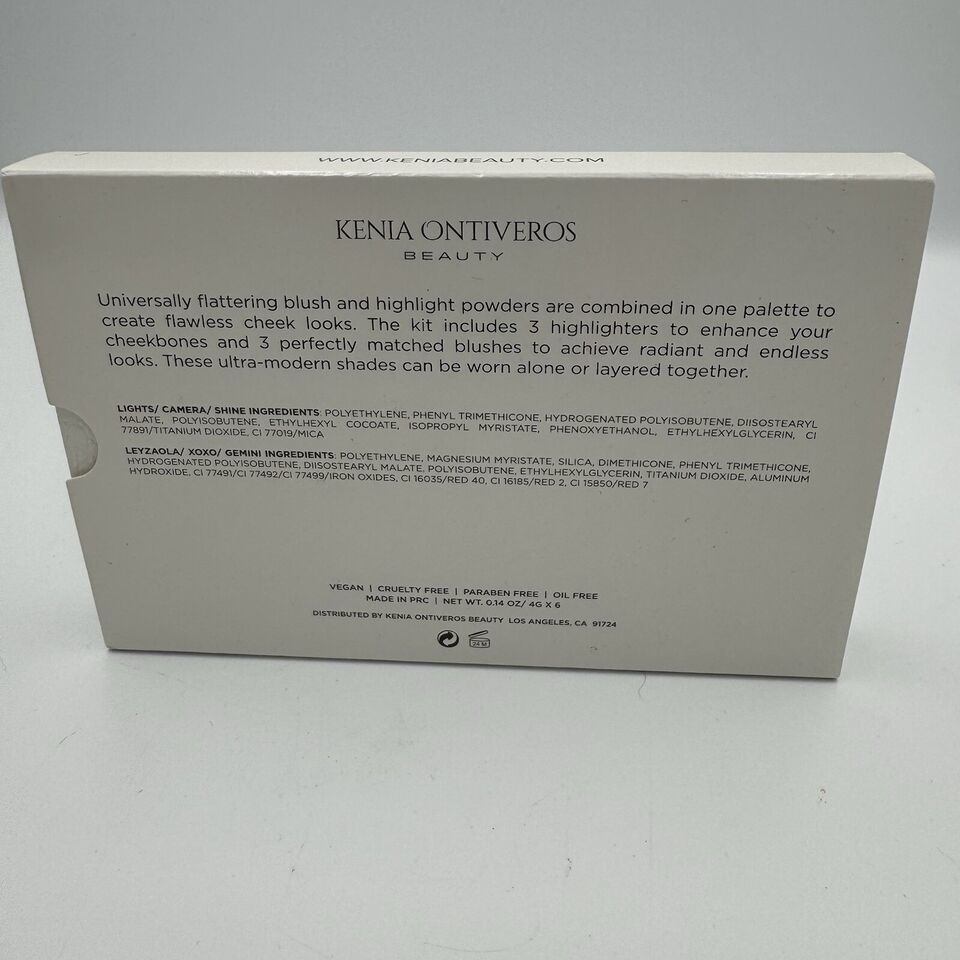 WWW.KENIABEAUTY.COM
KENIA ONTIVEROS
BEAUTY
Universally flattering blush and highlight powders are combined in one palette to
create flawless cheek looks. The kit includes 3 highlighters to enhance your
cheekbones and 3 perfectly matched blushes to achieve radiant and endless
looks. These ultra-modern shades can be worn alone or layered together.
LIGHTS/ CAMERA/ SHINE INGREDIENTS: POLYETHYLENE, PHENYL TRIMETHICONE, HYDROGENATED POLYISOBUTENE, DIISOSTEARYL
MALATE, POLYISOBUTENE, ETHYLHEXYL COCOATE, ISOPROPYL MYRISTATE, PHENOXYETHANOL, ETHYLHEXYLGLYCERIN, CI
77891/TITANIUM DIOXIDE, CI 77019/MICA
LEYZAOLA/ XOXO/ GEMINI INGREDIENTS: POLYETHYLENE, MAGNESIUM MYRISTATE, SILICA, DIMETHICONE, PHENYL TRIMETHICONE,
HYDROGENATED POLYISOBUTENE, DIISOSTEARYL MALATE, POLYISOBUTENE, ETHYLHEXYLGLYCERIN, TITANIUM DIOXIDE, ALUMINUM
HYDROXIDE, CI 77491/CI 77492/CI 77499/IRON OXIDES, CI 16035/RED 40, CI 16185/RED 2, CI 15850/RED 7
VEGAN | CRUELTY FREE | PARABEN FREE | OIL FREE
MADE IN PRC | NET WT. 0.14 OZ/ 4G X 6
DISTRIBUTED BY KENIA ONTIVEROS BEAUTY LOS ANGELES, CA 91724
24 M